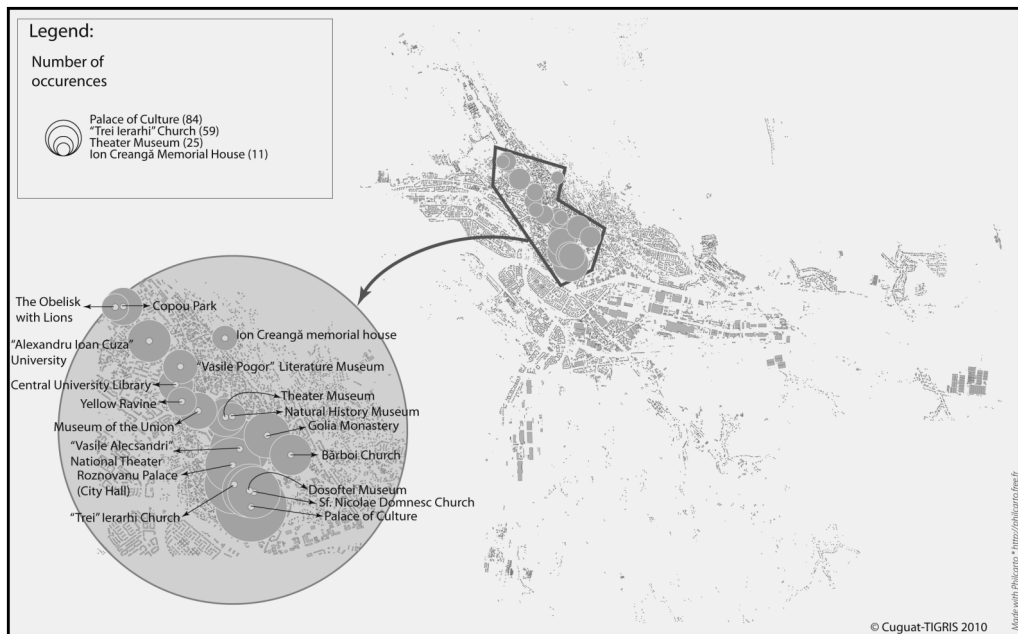 Legend:
Number of
occurences
Palace of Culture (84)
"Trei Ierarhi" Church (59)
Theater Museum (25)
Ion Creangă Memorial House (11)
The Obelisk
with Lions
Copou Park
"Alexandru Ioan Cuza"
University
Ion Creangă memorial house
"Vasile Pogor" Literature Museum
Central University Library
Yellow Ravine
Theater Museum
Natural History Museum
Museum of the Union
Golia Monastery
"Vasile Alecsandri"
National Theater
Bărboi Church
Roznovanu Palace
(City Hall)
Dosoftei Museum
Sf. Nicolae Domnesc Church
"Trei" Ierarhi Church
Palace of Culture
Made with Philcarto * http://philcarto.free.fr
© Cuguat-TIGRIS 2010